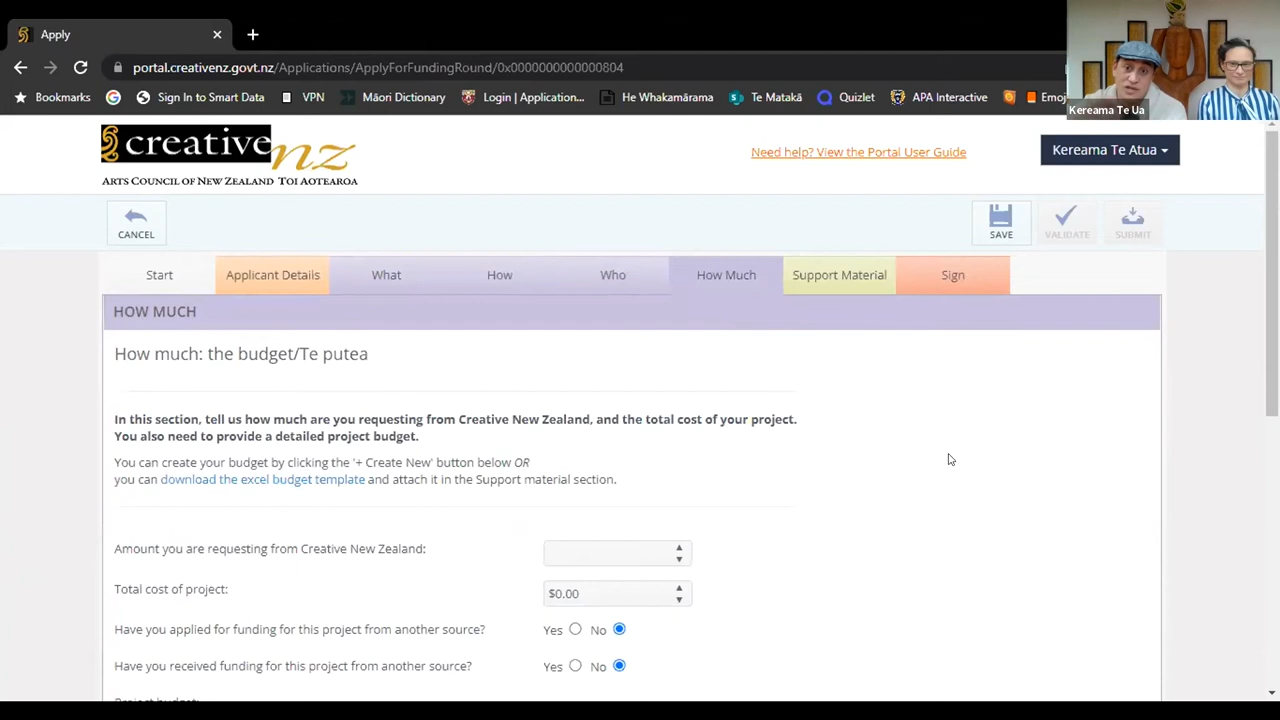 Apply
portal.creativenz.govt.nz/Applications/ApplyForFundingRound/0x0000000000000804
Bookmarks
Sign In to Smart Data
VPN
Māori Dictionary
Login | Application...
He Whakamārama
Te Matakā
Quizlet
APA Interactive
Emoj
Kereama Te Ua
creative nz
ARTS COUNCIL OF NEW ZEALAND TOI AOTEAROA
Need help? View the Portal User Guide
Kereama Te Atua
CANCEL
SAVE
VALIDATE
SUBMIT
Start
Applicant Details
What
How
Who
How Much
Support Material
Sign
HOW MUCH
How much: the budget/Te putea
In this section, tell us how much are you requesting from Creative New Zealand, and the total cost of your project.
You also need to provide a detailed project budget.
You can create your budget by clicking the '+ Create New' button below OR
you can download the excel budget template and attach it in the Support material section.
Amount you are requesting from Creative New Zealand:
Total cost of project: $0.00
Have you applied for funding for this project from another source? Yes No
Have you received funding for this project from another source? Yes No
Project budget: